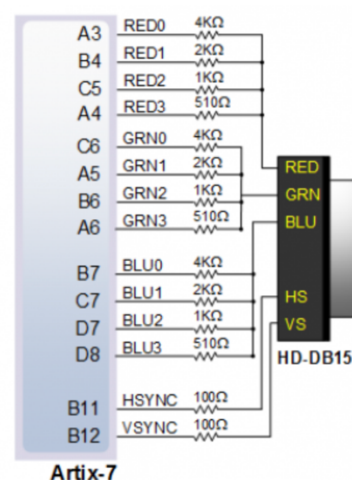 A3 RED0 4KΩ
B4 RED1 2KΩ
C5 RED2 1KΩ
A4 RED3 510Ω
C6 GRN0 4KΩ
A5 GRN1 2KΩ
B6 GRN2 1KΩ
A6 GRN3 510Ω
B7 BLU0 4KΩ
C7 BLU1 2KΩ
D7 BLU2 1KΩ
D8 BLU3 510Ω
B11 HSYNC 100Ω
B12 VSYNC 100Ω
Artix-7
RED
GRN
BLU
HS
VS
HD-DB15